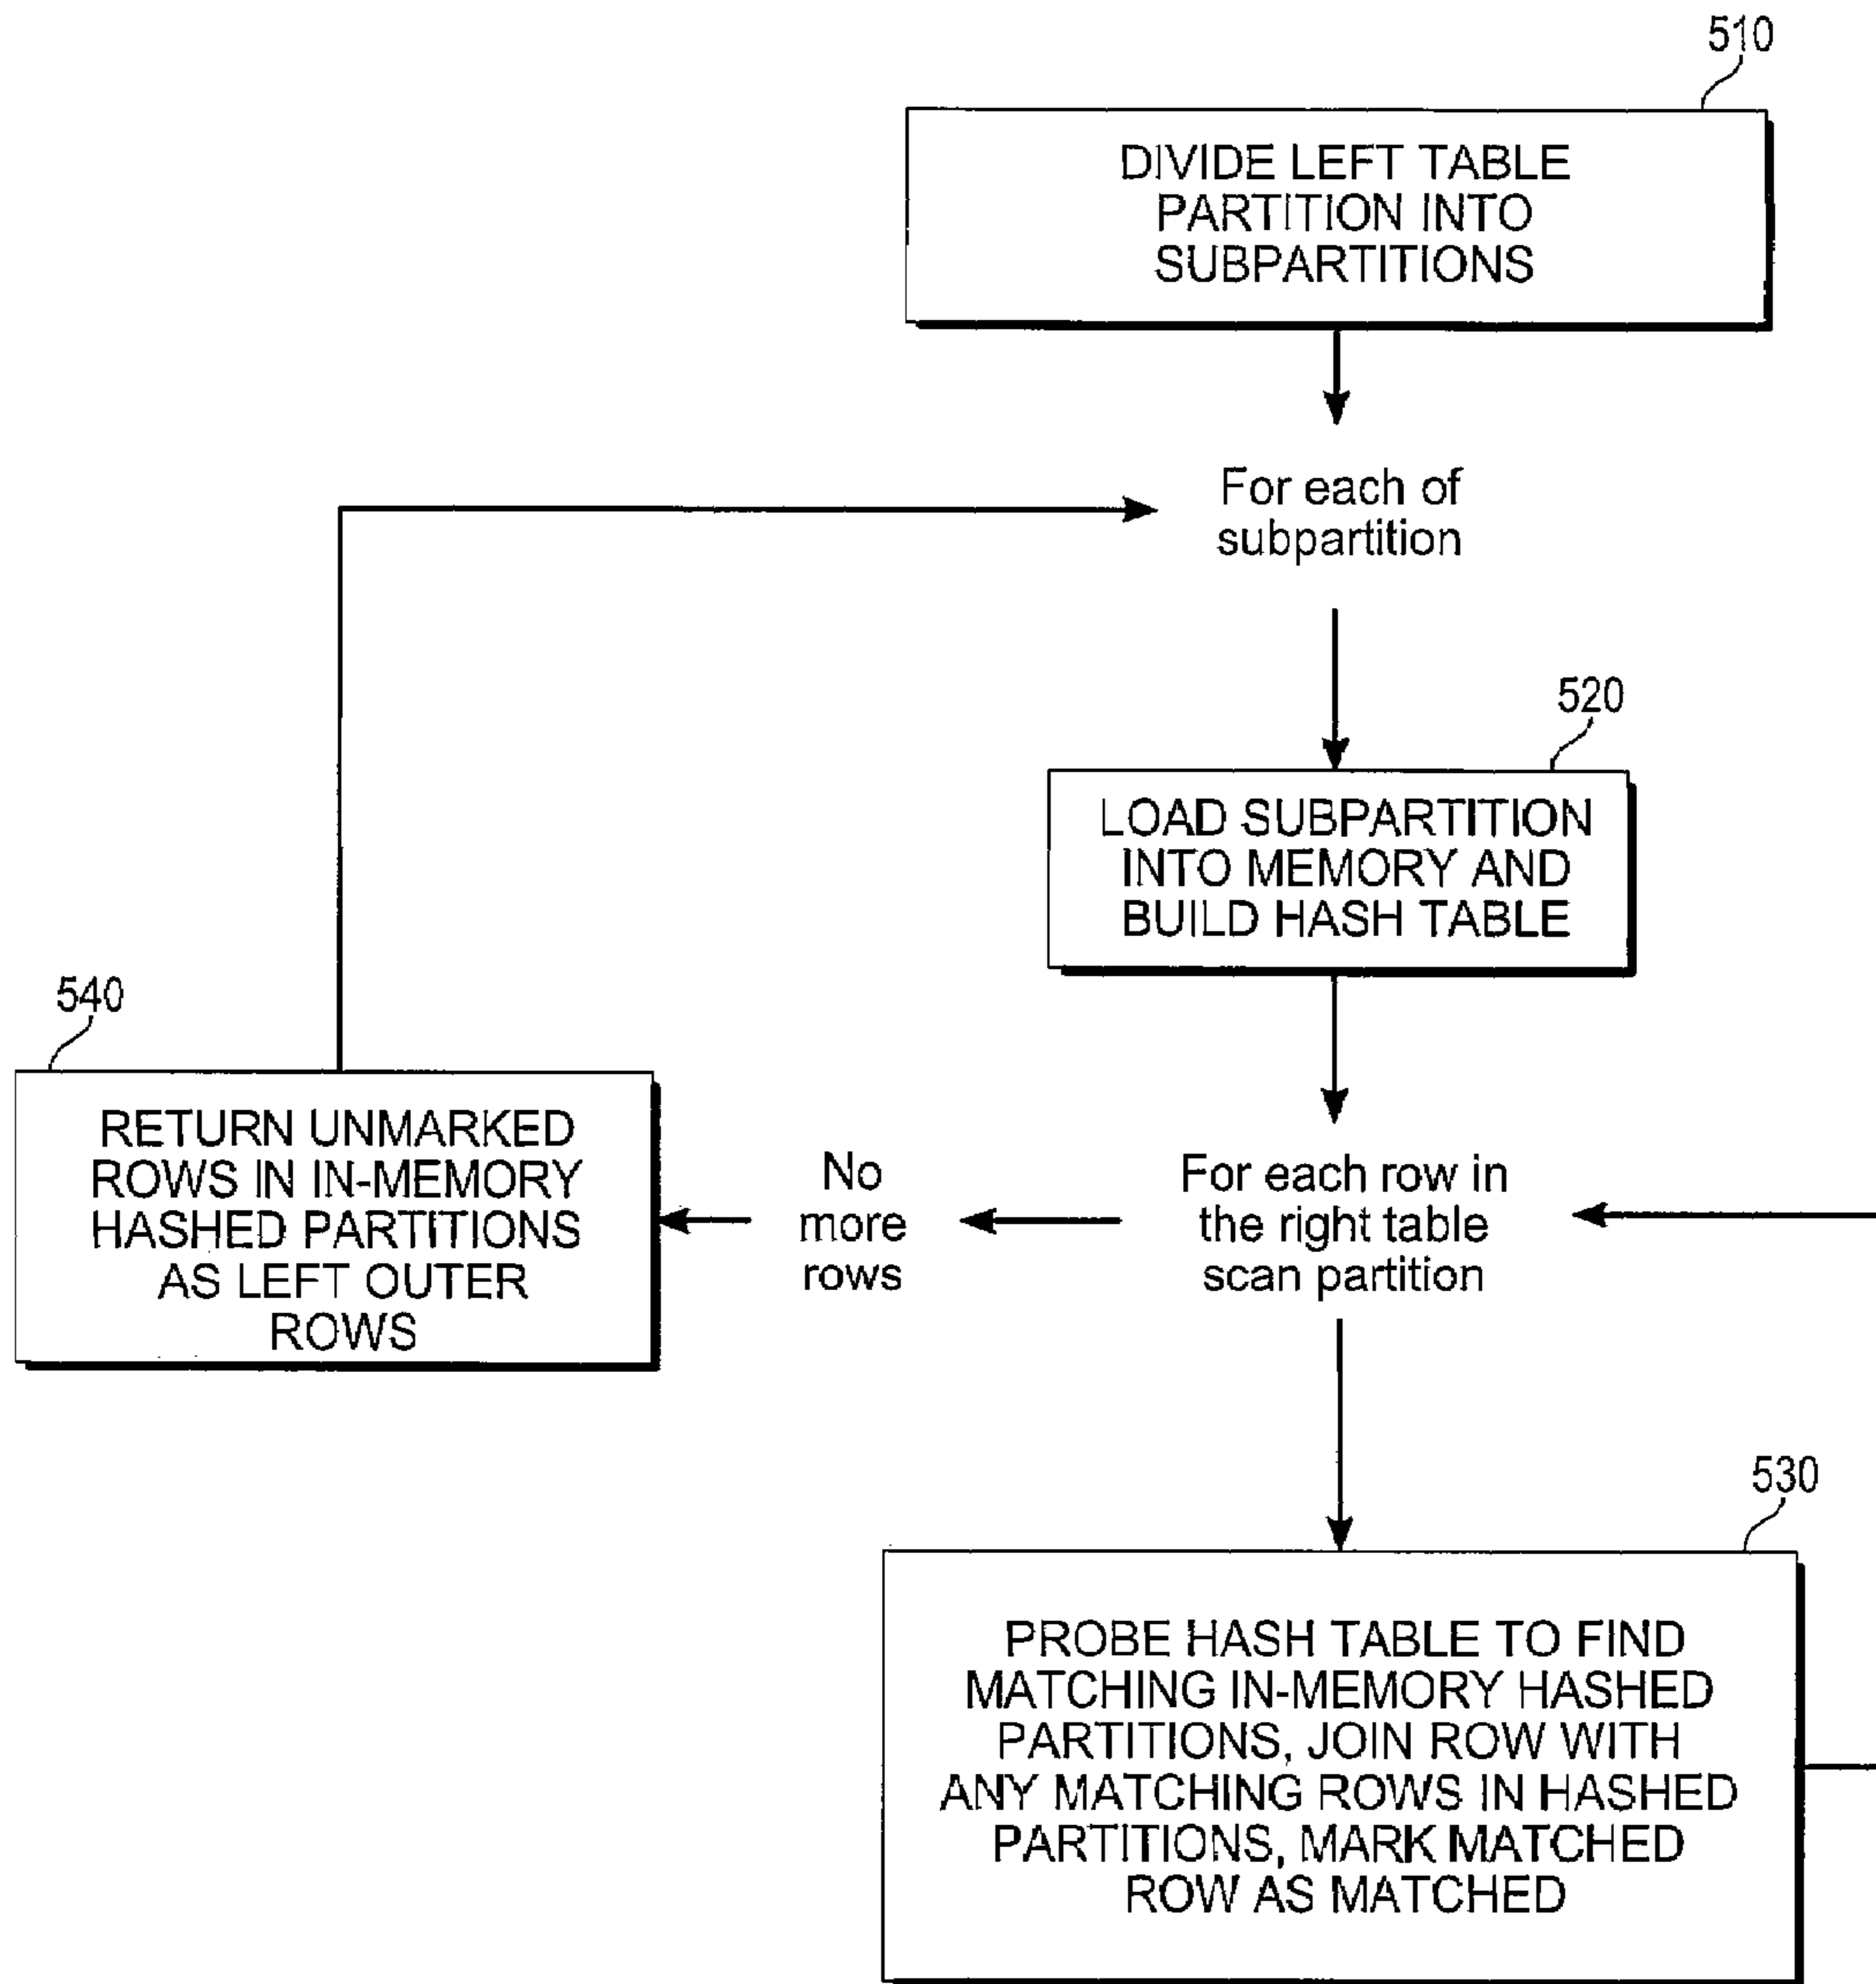 510
DIVIDE LEFT TABLE
PARTITION INTO
SUBPARTITIONS
For each of
subpartition
520
LOAD SUBPARTITION
INTO MEMORY AND
BUILD HASH TABLE
540
RETURN UNMARKED
ROWS IN IN-MEMORY
HASHED PARTITIONS
AS LEFT OUTER
ROWS
No
more
rows
For each row in
the right table
scan partition
530
PROBE HASH TABLE TO FIND
MATCHING IN-MEMORY HASHED
PARTITIONS, JOIN ROW WITH
ANY MATCHING ROWS IN HASHED
PARTITIONS, MARK MATCHED
ROW AS MATCHED